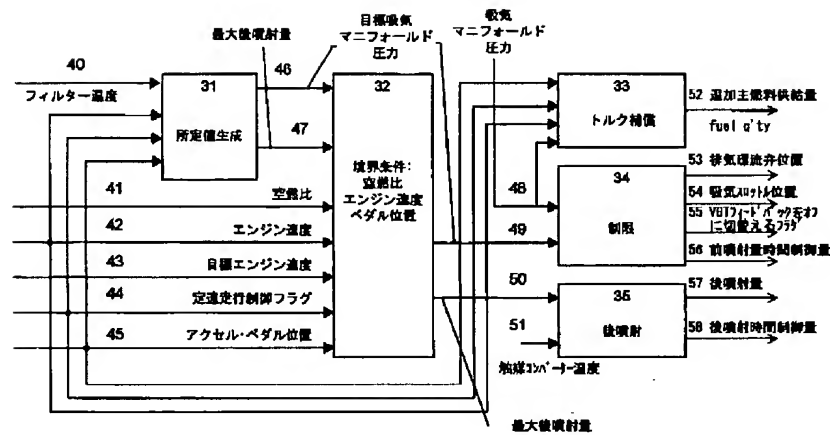 目標吸気
マニフォールド
圧力
吸気
マニフォールド
圧力
最大後噴射量
40
フィルター温度
31
所定値生成
46
47
32
境界条件:
空燃比
エンジン速度
ペダル位置
33
トルク補償
52 追加主燃料供給量
fuel q'ty
41
空燃比
42
エンジン速度
43
目標エンジン速度
44
定速走行制御フラグ
45
アクセル・ペダル位置
48
49
34
制限
53 排気環流弁位置
54 吸気スロットル位置
55 VGTフィードバックをオフ
に切替えるフラグ
56 前噴射量時間制御量
50
51
触媒コンバーター温度
35
後噴射
57 後噴射量
58 後噴射時間制御量
最大後噴射量